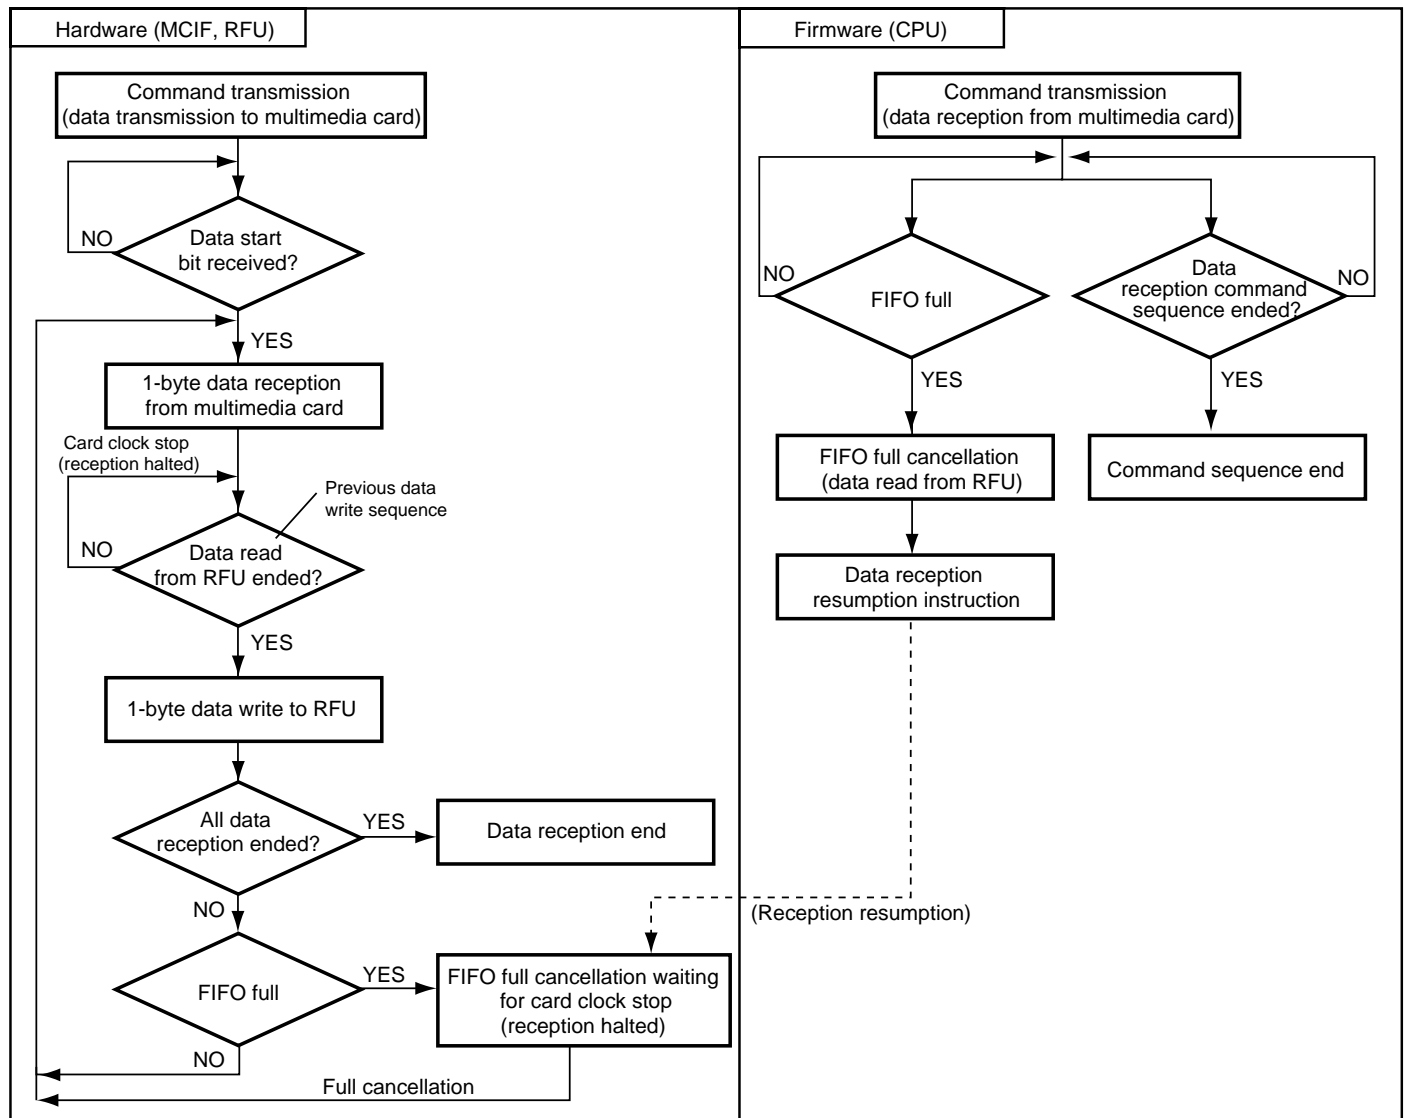 Hardware (MCIF, RFU)
Command transmission
(data transmission to multimedia card)
NO
Data start
bit received?
YES
1-byte data reception
from multimedia card
Card clock stop
(reception halted)
Previous data
write sequence
NO
Data read
from RFU ended?
YES
1-byte data write to RFU
All data
reception ended?
YES
Data reception end
NO
FIFO full
YES
FIFO full cancellation waiting
for card clock stop
(reception halted)
NO
Full cancellation
Firmware (CPU)
Command transmission
(data reception from multimedia card)
NO
FIFO full
Data
reception command
sequence ended?
NO
YES
YES
FIFO full cancellation
(data read from RFU)
Command sequence end
Data reception
resumption instruction
(Reception resumption)